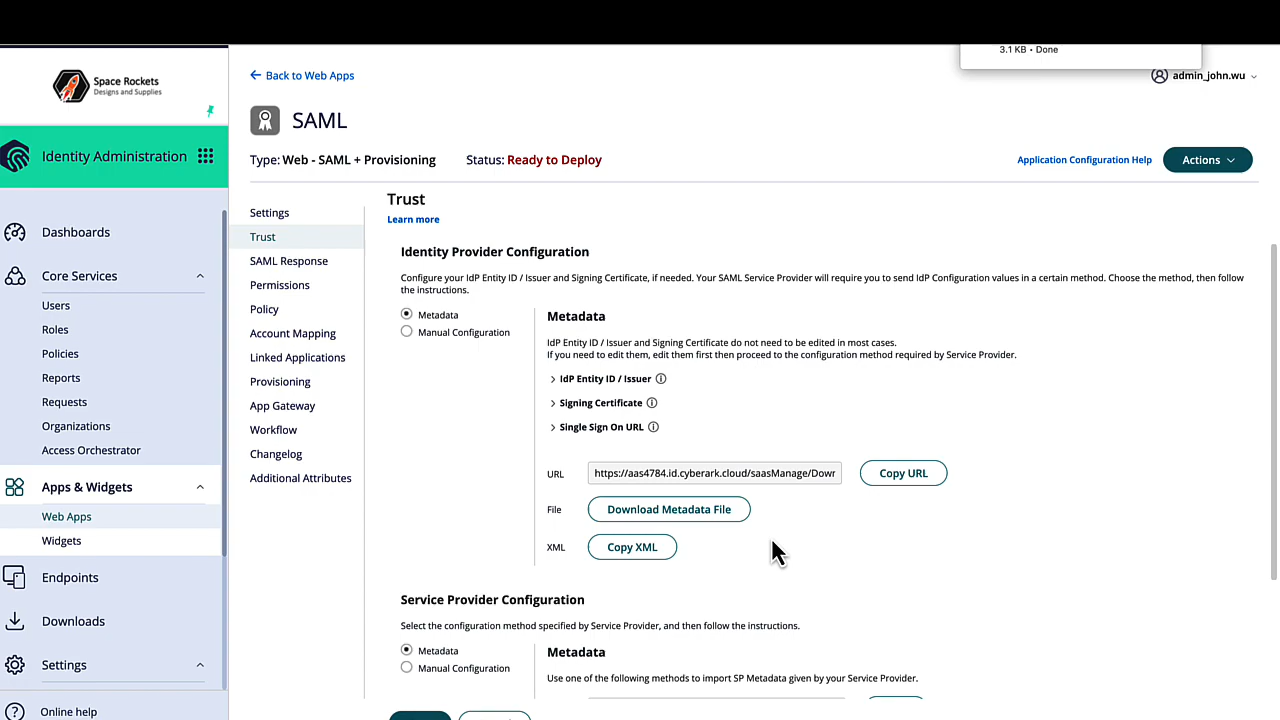 3.1 KB • Done
Space Rockets
Designs and Supplies
Back to Web Apps
admin_john.wu
SAML
Identity Administration
Type: Web - SAML + Provisioning
Status: Ready to Deploy
Application Configuration Help
Actions
Dashboards
Core Services
Users
Roles
Policies
Reports
Requests
Organizations
Access Orchestrator
Apps & Widgets
Web Apps
Widgets
Endpoints
Downloads
Settings
Online help
Settings
Trust
SAML Response
Permissions
Policy
Account Mapping
Linked Applications
Provisioning
App Gateway
Workflow
Changelog
Additional Attributes
Trust
Learn more
Identity Provider Configuration
Configure your IdP Entity ID / Issuer and Signing Certificate, if needed. Your SAML Service Provider will require you to send IdP Configuration values in a certain method. Choose the method, then follow
the instructions.
Metadata
Manual Configuration
Metadata
IdP Entity ID / Issuer and Signing Certificate do not need to be edited in most cases.
If you need to edit them, edit them first then proceed to the configuration method required by Service Provider.
IdP Entity ID / Issuer
Signing Certificate
Single Sign On URL
URL
https://aas4784.id.cyberark.cloud/saasManage/Dowr
Copy URL
File
Download Metadata File
XML
Copy XML
Service Provider Configuration
Select the configuration method specified by Service Provider, and then follow the instructions.
Metadata
Manual Configuration
Metadata
Use one of the following methods to import SP Metadata given by your Service Provider.